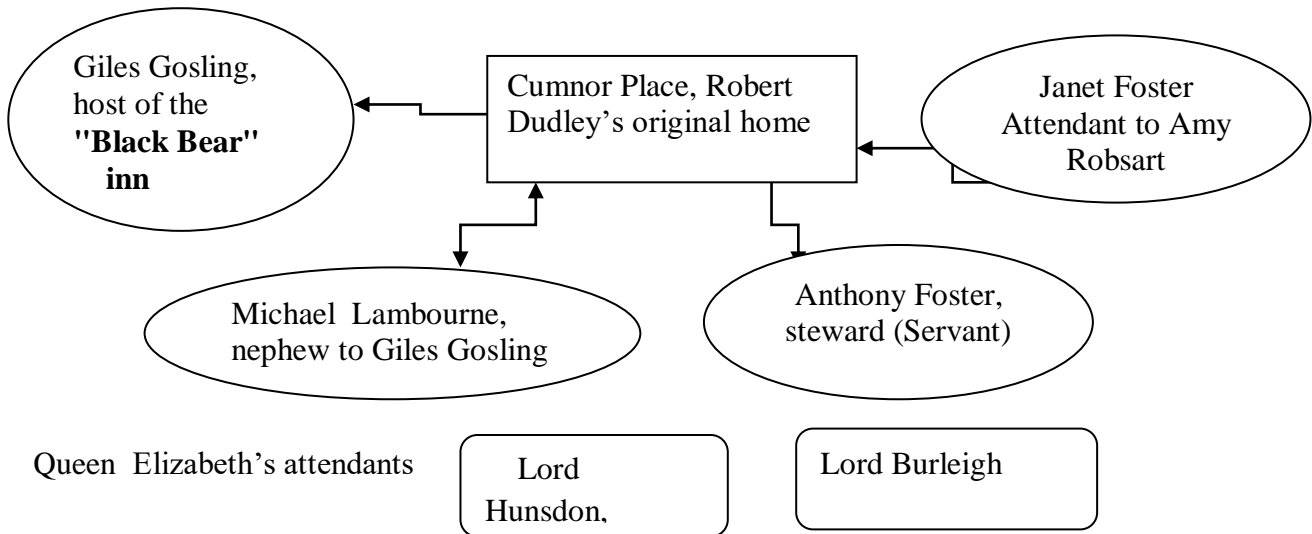 Giles Gosling,
host of the
"Black Bear"
inn
Cumnor Place, Robert
Dudley’s original home
Janet Foster
Attendant to Amy
Robsart
Michael  Lambourne,
nephew to Giles Gosling
Anthony Foster,
steward (Servant)
Queen  Elizabeth’s attendants
Lord
Hunsdon,
Lord Burleigh